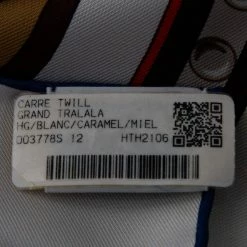 CARRE TWILL
GRAND TRALALA
HG/BLANC/CARAMEL/MIEL
003778S 12 HTH2106